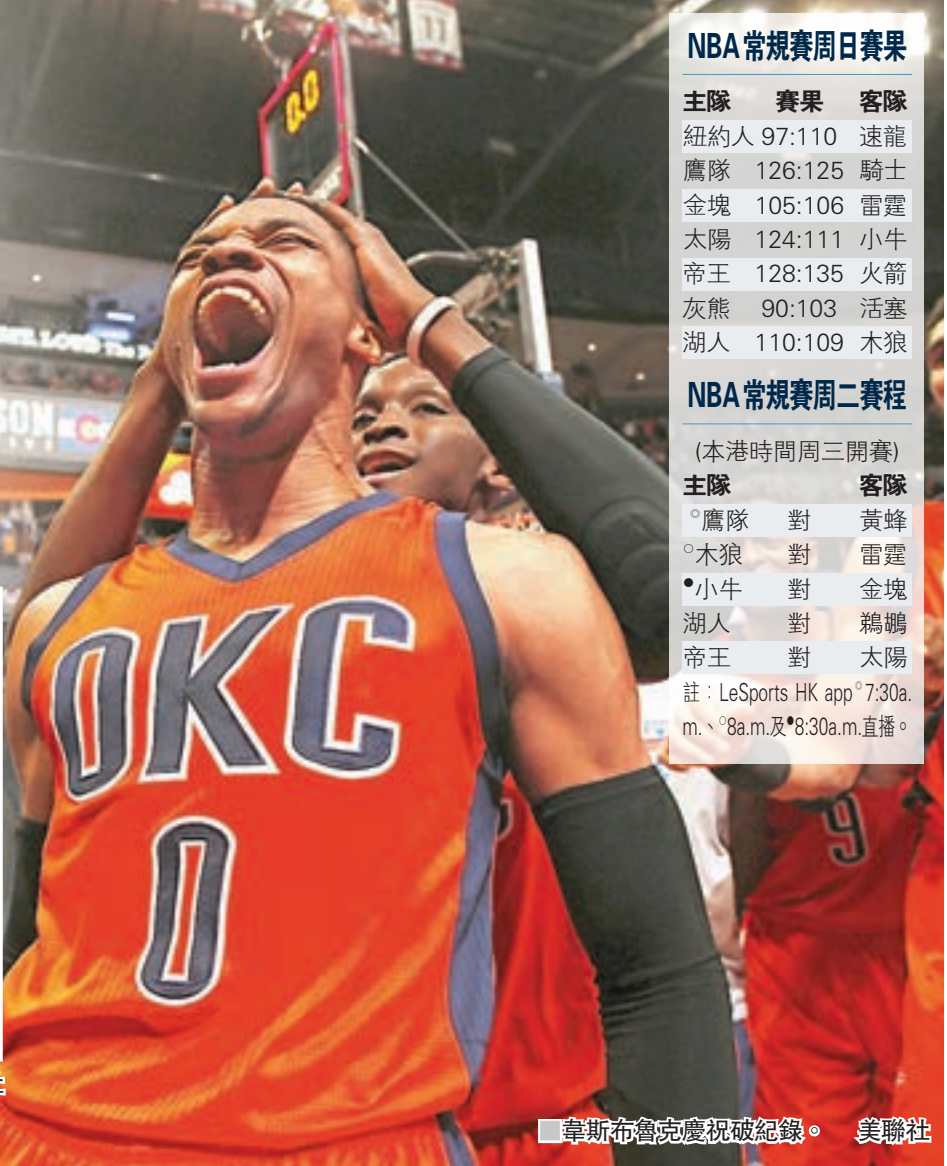 NBA常規賽周日賽果
主隊 賽果 客隊
紐約人 97:110 速龍
鷹隊 126:125 騎士
金塊 105:106 雷霆
太陽 124:111 小牛
帝王 128:135 火箭
灰熊 90:103 活塞
湖人 110:109 木狼
NBA常規賽周二賽程
(本港時間周三開賽)
主隊 客隊
◎鷹隊 對 黃蜂
○木狼 對 雷霆
●小牛 對 金塊
湖人 對 鵜鶘
帝王 對 太陽
註：LeSports HK app◎7:30a.
m.、○8a.m.及●8:30a.m.直播。
0.0
11
SON
OKC
0
9
■韋斯布魯克慶祝破紀錄。 美聯社